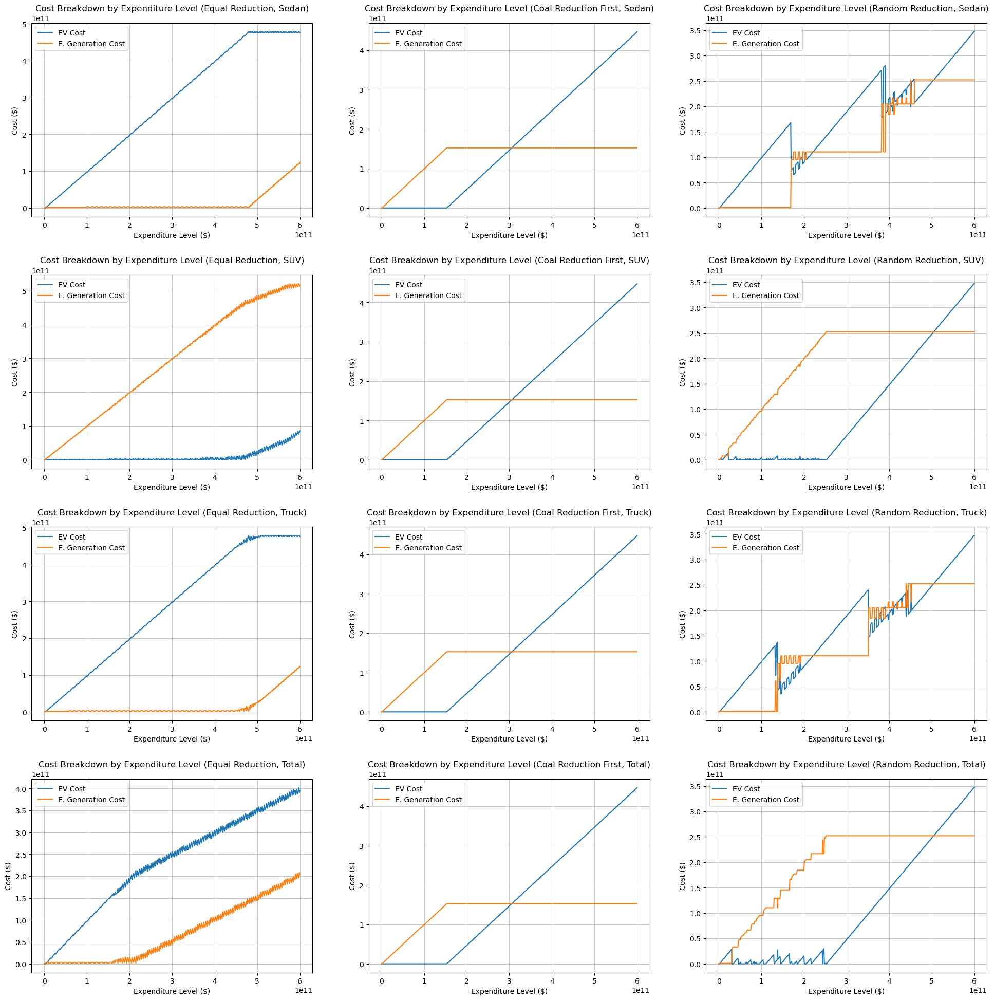 Cost Breakdown by Expenditure Level (Equal Reduction, Sedan)
1e11
EV Cost
E. Generation Cost
Cost ($)
5
4
3
2
1
0
0 1 2 3 4 5 6
Expenditure Level ($)
1e11
Cost Breakdown by Expenditure Level (Coal Reduction First, Sedan)
1e11
EV Cost
E. Generation Cost
Cost ($)
4
3
2
1
0
0 1 2 3 4 5 6
Expenditure Level ($)
1e11
Cost Breakdown by Expenditure Level (Random Reduction, Sedan)
1e11
EV Cost
E. Generation Cost
Cost ($)
3.5
3.0
2.5
2.0
1.5
1.0
0.5
0.0
0 1 2 3 4 5 6
Expenditure Level ($)
1e11
Cost Breakdown by Expenditure Level (Equal Reduction, SUV)
1e11
EV Cost
E. Generation Cost
Cost ($)
5
4
3
2
1
0
0 1 2 3 4 5 6
Expenditure Level ($)
1e11
Cost Breakdown by Expenditure Level (Coal Reduction First, SUV)
1e11
EV Cost
E. Generation Cost
Cost ($)
4
3
2
1
0
0 1 2 3 4 5 6
Expenditure Level ($)
1e11
Cost Breakdown by Expenditure Level (Random Reduction, SUV)
1e11
EV Cost
E. Generation Cost
Cost ($)
3.5
3.0
2.5
2.0
1.5
1.0
0.5
0.0
0 1 2 3 4 5 6
Expenditure Level ($)
1e11
Cost Breakdown by Expenditure Level (Equal Reduction, Truck)
1e11
EV Cost
E. Generation Cost
Cost ($)
5
4
3
2
1
0
0 1 2 3 4 5 6
Expenditure Level ($)
1e11
Cost Breakdown by Expenditure Level (Coal Reduction First, Truck)
1e11
EV Cost
E. Generation Cost
Cost ($)
4
3
2
1
0
0 1 2 3 4 5 6
Expenditure Level ($)
1e11
Cost Breakdown by Expenditure Level (Random Reduction, Truck)
1e11
EV Cost
E. Generation Cost
Cost ($)
3.5
3.0
2.5
2.0
1.5
1.0
0.5
0.0
0 1 2 3 4 5 6
Expenditure Level ($)
1e11
Cost Breakdown by Expenditure Level (Equal Reduction, Total)
1e11
EV Cost
E. Generation Cost
Cost ($)
4.0
3.5
3.0
2.5
2.0
1.5
1.0
0.5
0.0
0 1 2 3 4 5 6
Expenditure Level ($)
1e11
Cost Breakdown by Expenditure Level (Coal Reduction First, Total)
1e11
EV Cost
E. Generation Cost
Cost ($)
4
3
2
1
0
0 1 2 3 4 5 6
Expenditure Level ($)
1e11
Cost Breakdown by Expenditure Level (Random Reduction, Total)
1e11
EV Cost
E. Generation Cost
Cost ($)
3.5
3.0
2.5
2.0
1.5
1.0
0.5
0.0
0 1 2 3 4 5 6
Expenditure Level ($)
1e11